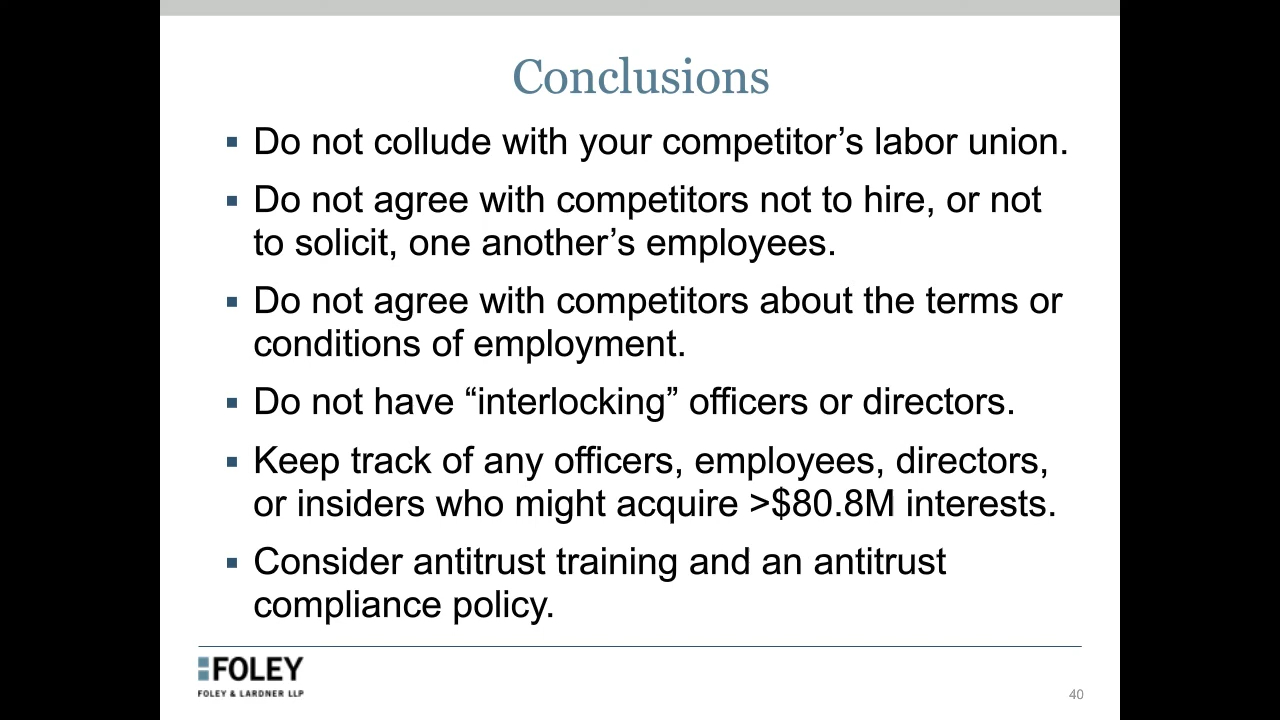 Conclusions
▪ Do not collude with your competitor’s labor union.
▪ Do not agree with competitors not to hire, or not
to solicit, one another’s employees.
▪ Do not agree with competitors about the terms or
conditions of employment.
▪ Do not have “interlocking” officers or directors.
▪ Keep track of any officers, employees, directors,
or insiders who might acquire >$80.8M interests.
▪ Consider antitrust training and an antitrust
compliance policy.
FOLEY
FOLEY & LARDNER LLP
40